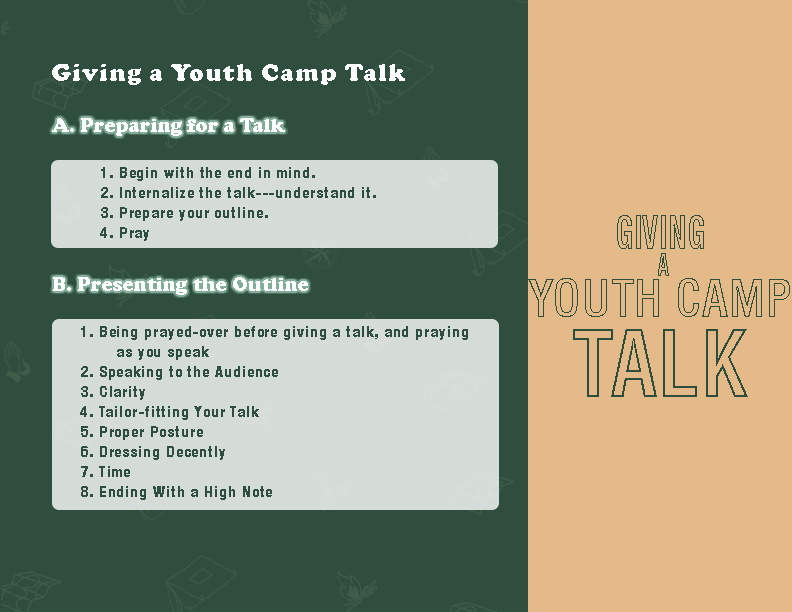 Giving a Youth Camp Talk
A. Preparing for a Talk
1. Begin with the end in mind.
2. Internalize the talk---understand it.
3. Prepare your outline.
4. Pray
B. Presenting the Outline
1. Being prayed-over before giving a talk, and praying
as you speak
2. Speaking to the Audience
3. Clarity
4. Tailor-fitting Your Talk
5. Proper Posture
6. Dressing Decently
7. Time
8. Ending With a High Note
GIVING
A
YOUTH CAMP
TALK